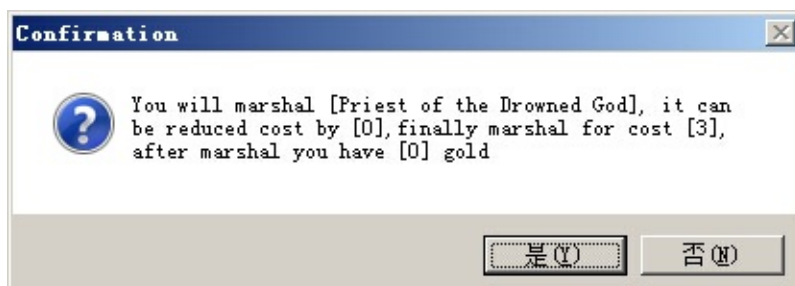 Confirmation
You will marshal [Priest of the Drowned God], it can
be reduced cost by [0],finally marshal for cost [3],
after marshal you have [0] gold
是(Y)
否(N)